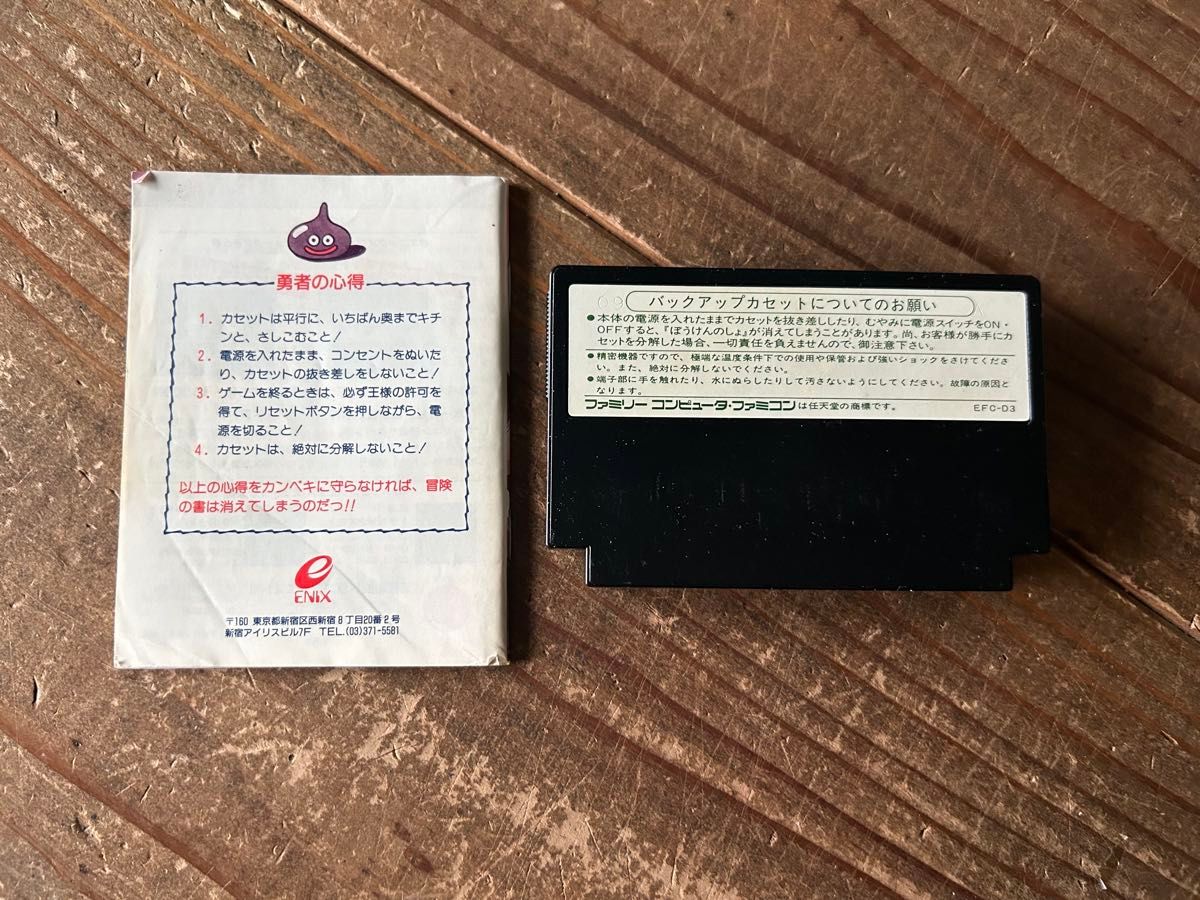 勇者の心得
1. カセットは平行に、いちばん奥までキチ
ンと、さしこむこと!
2. 電源を入れたまま、コンセントをぬいた
り、カセットの抜き差しをしないこと!
3. ゲームを終るときは、必ず王様の許可を
得て、リセットボタンを押しながら、電
源を切ること!
4. カセットは、絶対に分解しないこと!
以上の心得をカンペキに守らなければ、冒険
の書は消えてしまうのだっ!!
ENIX
〒160 東京都新宿区西新宿8丁目20番2号
新宿アイリスビル7F TEL.(03)371-5581
バックアップカセットについてのお願い
●本体の電源を入れたままでカセットを抜き差ししたり、むやみに電源スイッチをON・
OFFすると、『ぼうけんのしょ』が消えてしまうことがあります。尚、お客様が勝手にカ
セットを分解した場合、一切責任を負えませんので、御注意下さい。
●精密機器ですので、極端な温度条件下での使用や保管および強いショックをさけてくださ
い。また、絶対に分解しないでください。
●端子部に手を触れたり、水にぬらしたりして汚さないようにしてください。故障の原因と
なります。
ファミリー コンピュータ・ファミコンは任天堂の商標です。 EFC-D3